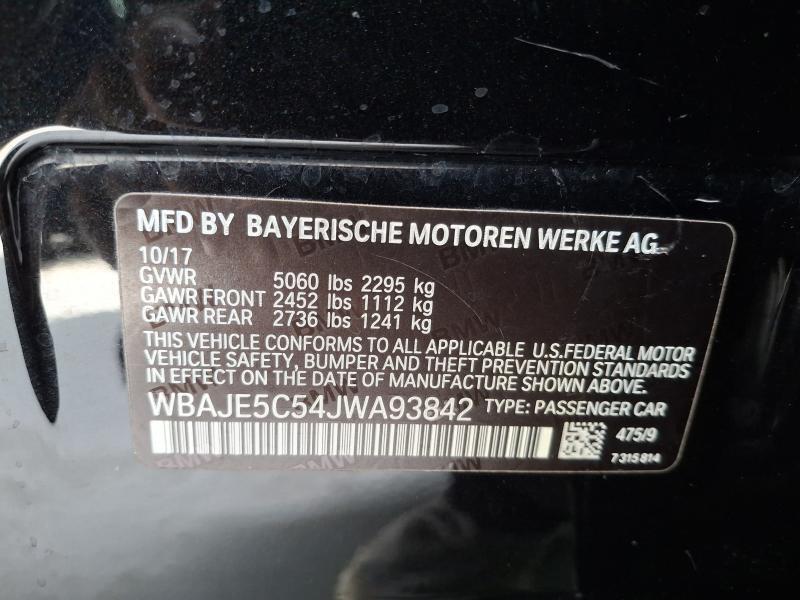 MFD BY BAYERISCHE MOTOREN WERKE AG
10/17
GVWR 5060 lbs 2295 kg
GAWR FRONT 2452 lbs 1112 kg
GAWR REAR 2736 lbs 1241 kg
THIS VEHICLE CONFORMS TO ALL APPLICABLE U.S.FEDERAL MOTOR
VEHICLE SAFETY, BUMPER AND THEFT PREVENTION STANDARDS
IN EFFECT ON THE DATE OF MANUFACTURE SHOWN ABOVE.
WBAJE5C54JWA93842 TYPE: PASSENGER CAR
475/9
7315814